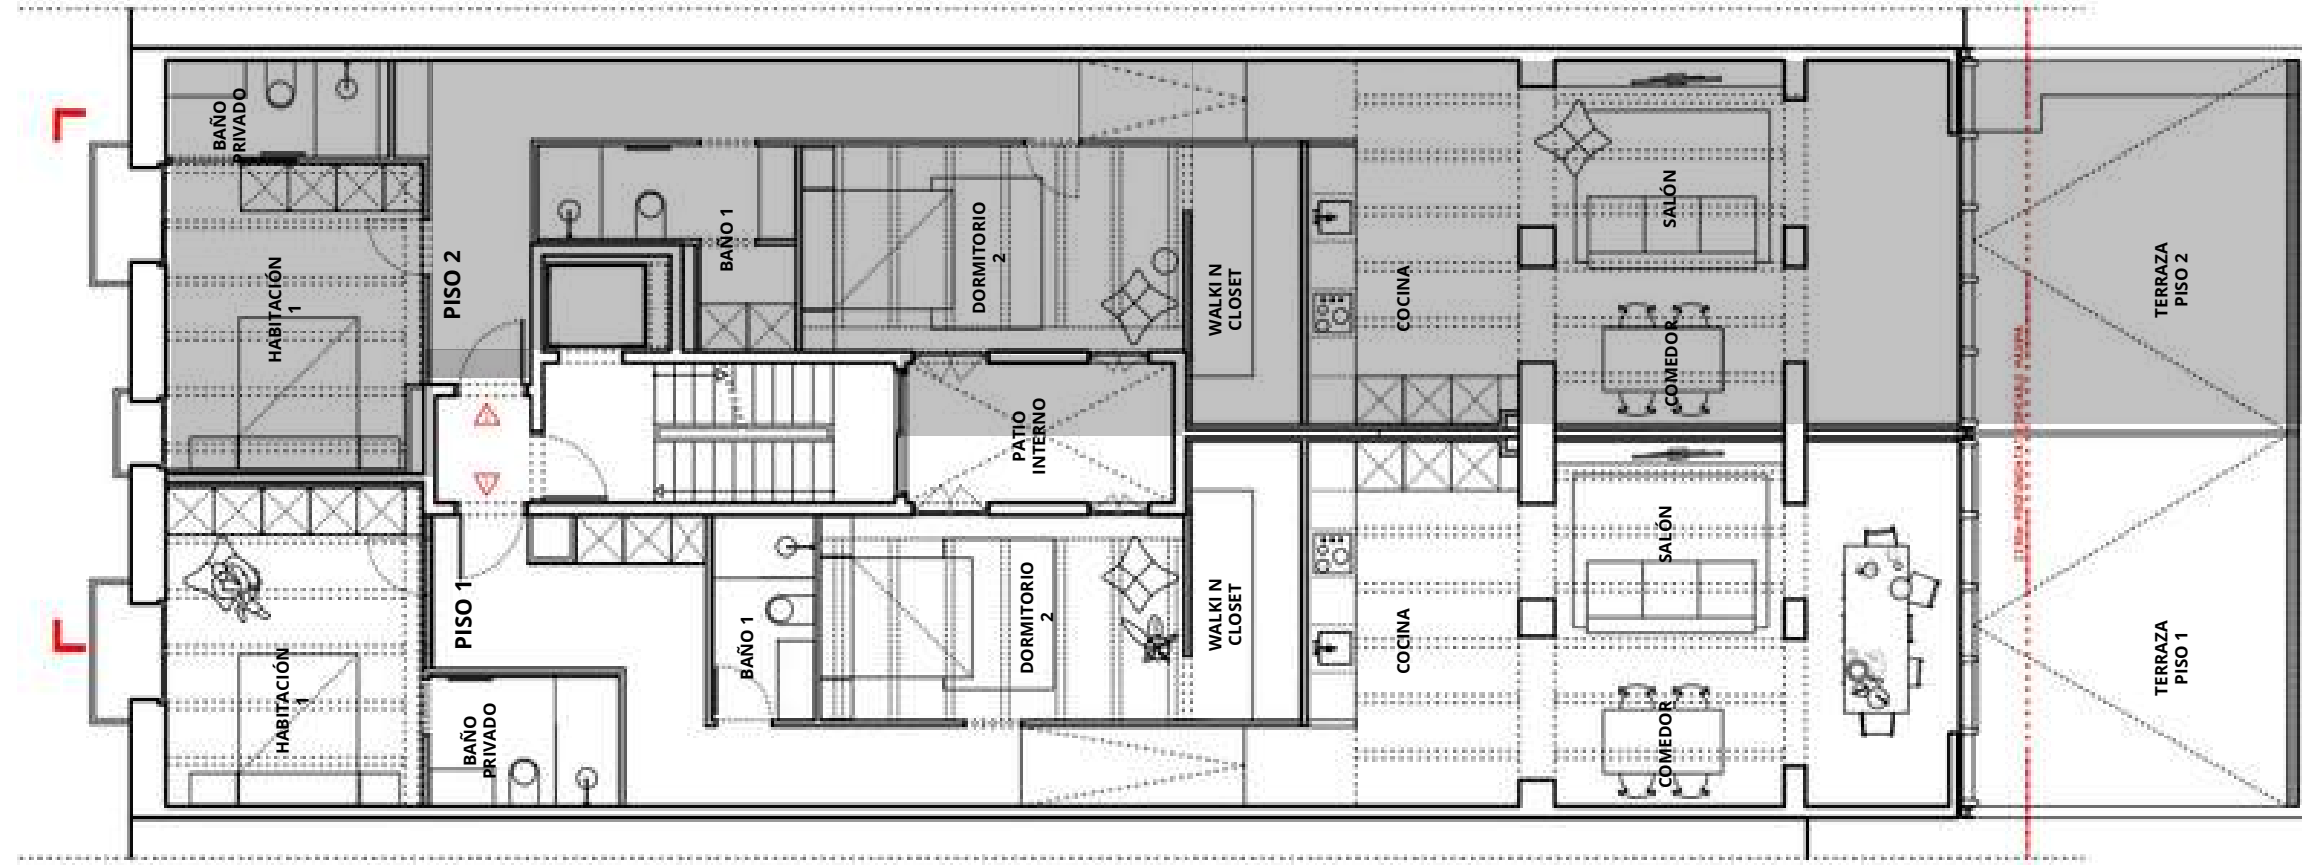 BAÑO
PRIVADO
HABITACIÓN
1
PISO 2
BAÑO 1
DORMITORIO
2
WALKI N
CLOSET
COCINA
SALÓN
COMEDOR
TERRAZA
PISO 2
PATIO
INTERNO
HABITACIÓN
1
PISO 1
BAÑO
PRIVADO
BAÑO 1
DORMITORIO
2
WALKI N
CLOSET
COCINA
SALÓN
COMEDOR
TERRAZA
PISO 1